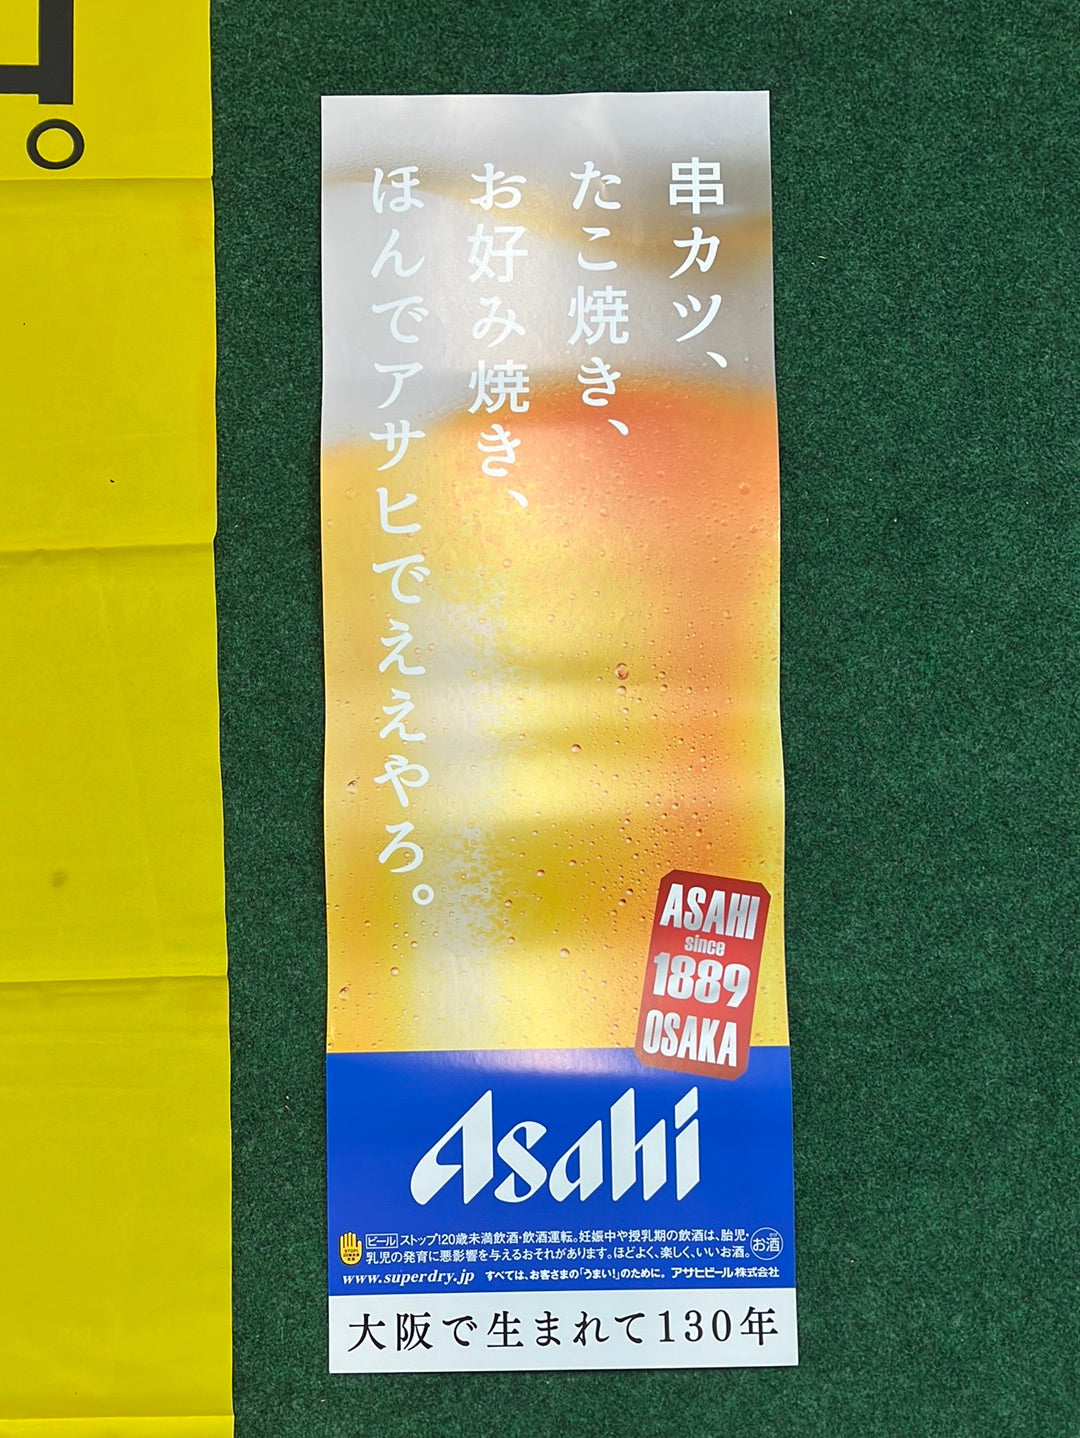 串カツ、
たこ焼き、
お好み焼き、
ほんでアサヒでええやろ。
ASAHI
since
1889
OSAKA
Asahi
ビール ストップ!20歳未満飲酒・飲酒運転。妊娠中や授乳期の飲酒は、胎児・
乳児の発育に悪影響を与えるおそれがあります。ほどよく、楽しく、いいお酒。
お酒
www.superdry.jp すべては、お客さまの「うまい!」のために。 アサヒビール株式会社
大阪で生まれて130年